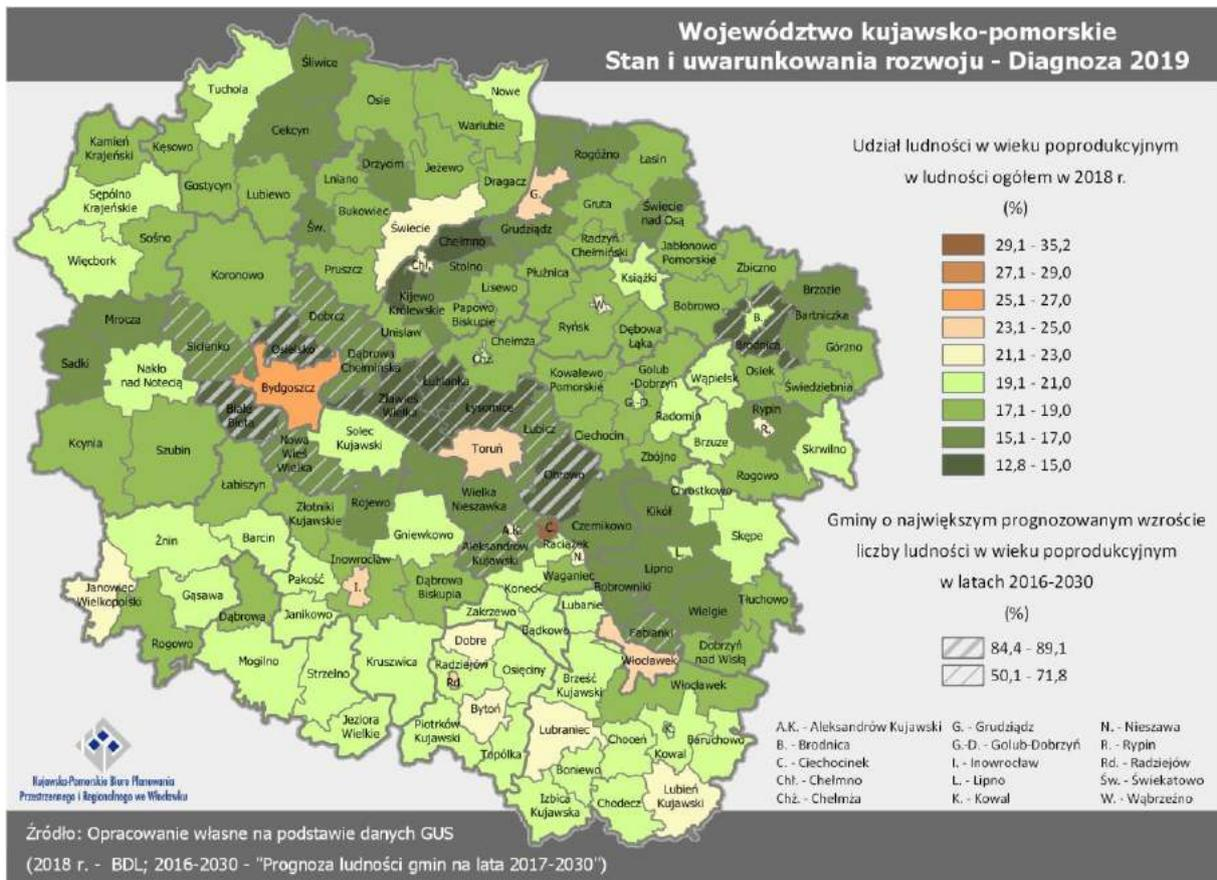 Województwo kujawsko-pomorskie
Stan i uwarunkowania rozwoju - Diagnoza 2019
Udział ludności w wieku poprodukcyjnym
w ludności ogółem w 2018 r.
(%)
29,1 - 35,2
27,1 - 29,0
25,1 - 27,0
23,1 - 25,0
21,1 - 23,0
19,1 - 21,0
17,1 - 19,0
15,1 - 17,0
12,8 - 15,0
Gminy o największym prognozowanym wzroście
liczby ludności w wieku poprodukcyjnym
w latach 2016-2030
(%)
84,4 - 89,1
50,1 - 71,8
A.K. - Aleksandrów Kujawski
B. - Brodnica
C. - Ciechocinek
Chł. - Chełmno
Chż. - Chełmża
G. - Grudziądz
G.-D. - Golub-Dobrzyń
I. - Inowrocław
L. - Lipno
K. - Kowal
N. - Nieszawa
R. - Rypin
Rd. - Radziejów
Św. - Świekatowo
W. - Wąbrzeźno
Śliwice
Tuchola
Osie
Nowe
Cekcyn
Warlubie
Kamień
Krajeński
Kęsowo
Drzycim
Jeżewo
Rogóźno
Łasin
Lniano
Dragacz
Sępólno
Krajeńskie
Gostycyn
Lubiewo
Bukowiec
G.
Gruta
Świecie
nad Osą
Św.
Świecie
Grudziądz
Sośno
Chełmno
Radzyń
Chełmiński
Jabłonowo
Pomorskie
Więcbork
Koronowo
Pruszcz
Chł.
Stolno
Płużnica
Książki
Zbiczno
Kijewo
Królewskie
Lisewo
W.
Bobrowo
Brzozie
Mrocza
Dobrcz
Unisław
Papowo
Biskupie
Ryńsk
Dębowa
Łąka
B.
Bartniczka
Sicienko
Osielsko
Dąbrowa
Chełmińska
Chż.
Chełmża
Brodnica
Górzno
Sadki
Nakło
nad Notecią
Bydgoszcz
Łubianka
Kowalewo
Pomorskie
Golub
-Dobrzyń
Wąpielsk
Osiek
Świedziebnia
Białe
Błota
Zławieś
Wielka
Łysomice
G.-D.
Radomin
Rypin
R.
Kcynia
Szubin
Nowa
Wieś
Wielka
Solec
Kujawski
Toruń
Lubicz
Ciechocin
Brzuze
Skrwilno
Zbójno
Rogowo
Łabiszyn
Złotniki
Kujawskie
Rojewo
Wielka
Nieszawka
Obrowo
Chrostkowo
Żnin
Barcin
Gniewkowo
A.K.
C.
Czernikowo
Kikół
Skępe
Inowrocław
Aleksandrów
Kujawski
Raciążek
N.
L.
Janowiec
Wielkopolski
Gąsawa
Pakość
I.
Dąbrowa
Biskupia
Koneck
Waganiec
Bobrowniki
Lipno
Tłuchowo
Rogowo
Dąbrowa
Janikowo
Zakrzewo
Lubanie
Wielgie
Mogilno
Strzelno
Kruszwica
Dobre
Bądkowo
Fabianki
Dobrzyń
nad Wisłą
Radziejów
Rd.
Osięciny
Włocławek
Brześć
Kujawski
Włocławek
Jeziora
Wielkie
Piotrków
Kujawski
Bytoń
Lubraniec
Choceń
K.
Kowal
Baruchowo
Topólka
Boniewo
Izbica
Kujawska
Chodecz
Lubień
Kujawski
Kujawsko-Pomorskie Biuro Planowania
Przestrzennego i Regionalnego we Włocławku
Źródło: Opracowanie własne na podstawie danych GUS
(2018 r. - BDL; 2016-2030 - "Prognoza ludności gmin na lata 2017-2030")